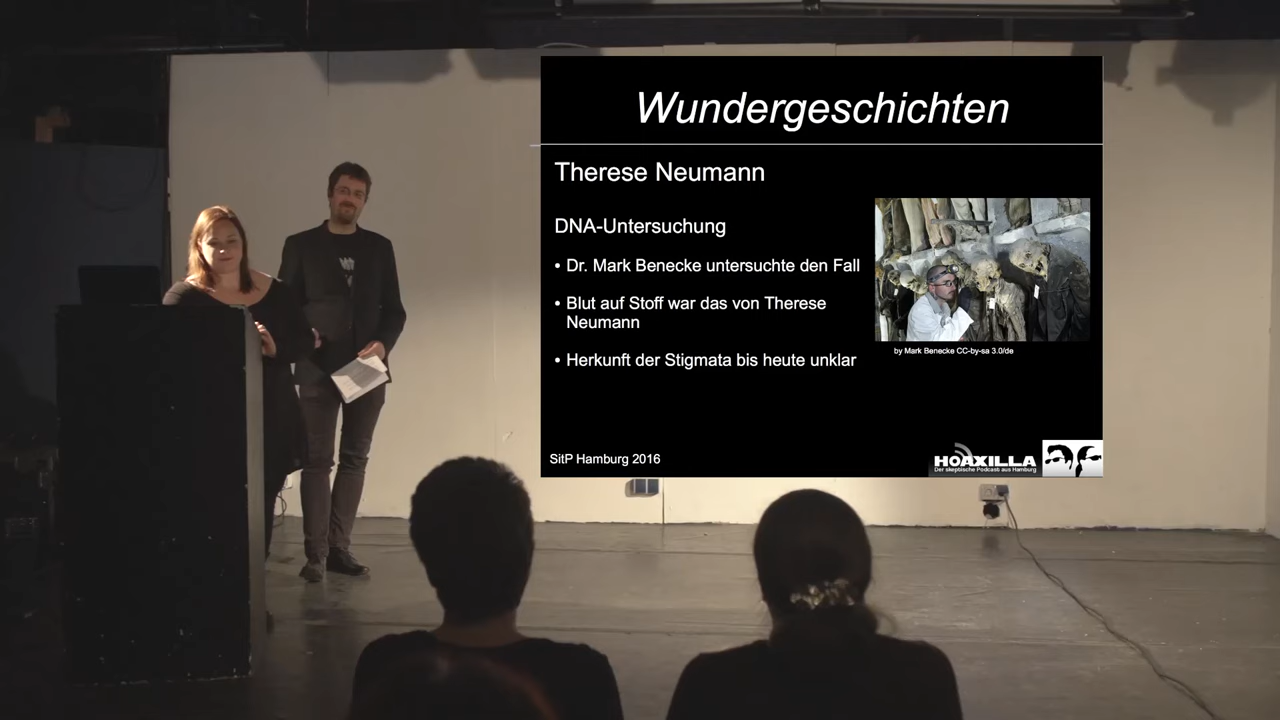 Wundergeschichten
Therese Neumann
DNA-Untersuchung
• Dr. Mark Benecke untersuchte den Fall
• Blut auf Stoff war das von Therese
Neumann
• Herkunft der Stigmata bis heute unklar
by Mark Benecke CC-by-sa 3.0/de
SitP Hamburg 2016
HOAXILLA
Der skeptische Podcast aus Hamburg